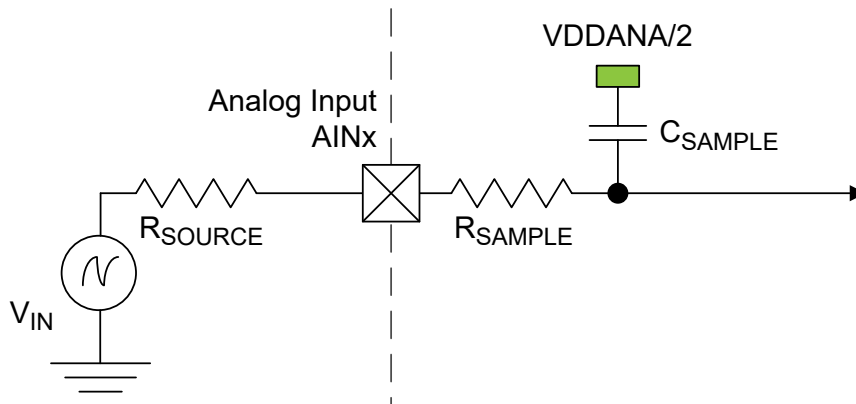 VDDANA/2
Analog Input
AINx
CSAMPLE
RSOURCE
RSAMPLE
VIN